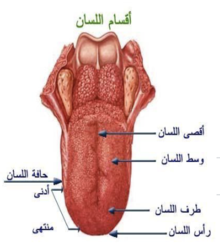 أقسام اللسان
أقصى اللسان
وسط اللسان
حافة اللسان
أدنى
طرف اللسان
منتهى
رأس اللسان